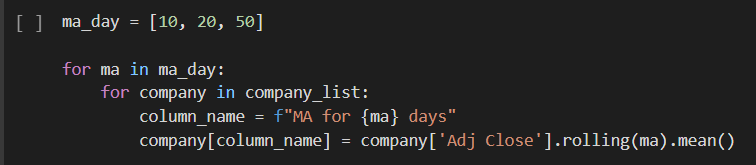 [ ] ma_day = [10, 20, 50]
for ma in ma_day:
for company in company_list:
column_name = f"MA for {ma} days"
company[column_name] = company['Adj Close'].rolling(ma).mean()